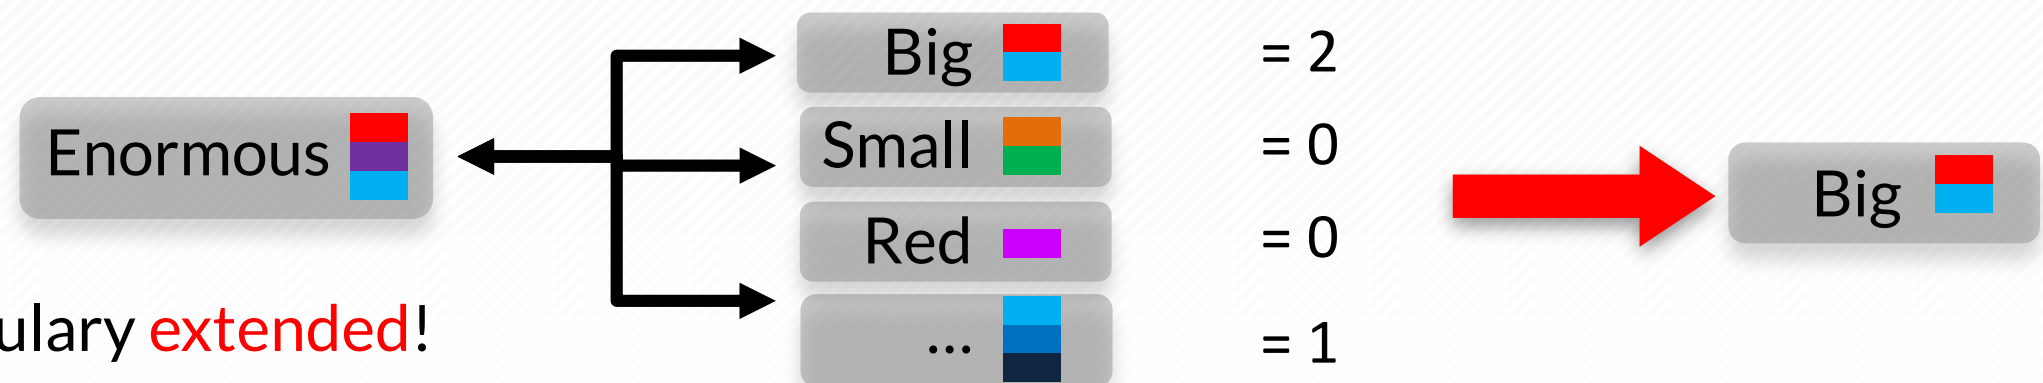 Enormous
ulary extended!
Big = 2
Small = 0
Red = 0
... = 1
Big